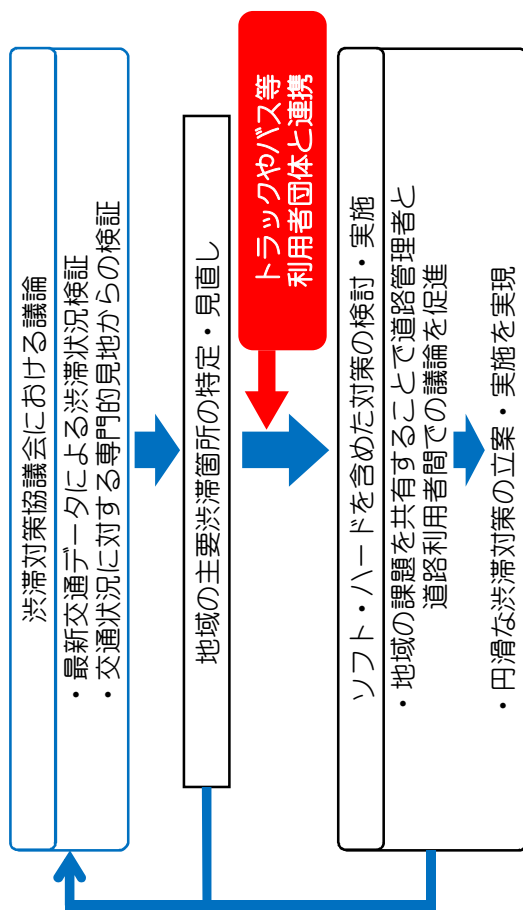 渋滞対策協議会における議論
・最新交通データによる渋滞状況検証
・交通状況に対する専門的見地からの検証
地域の主要渋滞箇所の特定・見直し
トラックやバス等
利用者団体と連携
ソフト・ハードを含めた対策の検討・実施
・地域の課題を共有することで道路管理者と
道路利用者間での議論を促進
・円滑な渋滞対策の立案・実施を実現